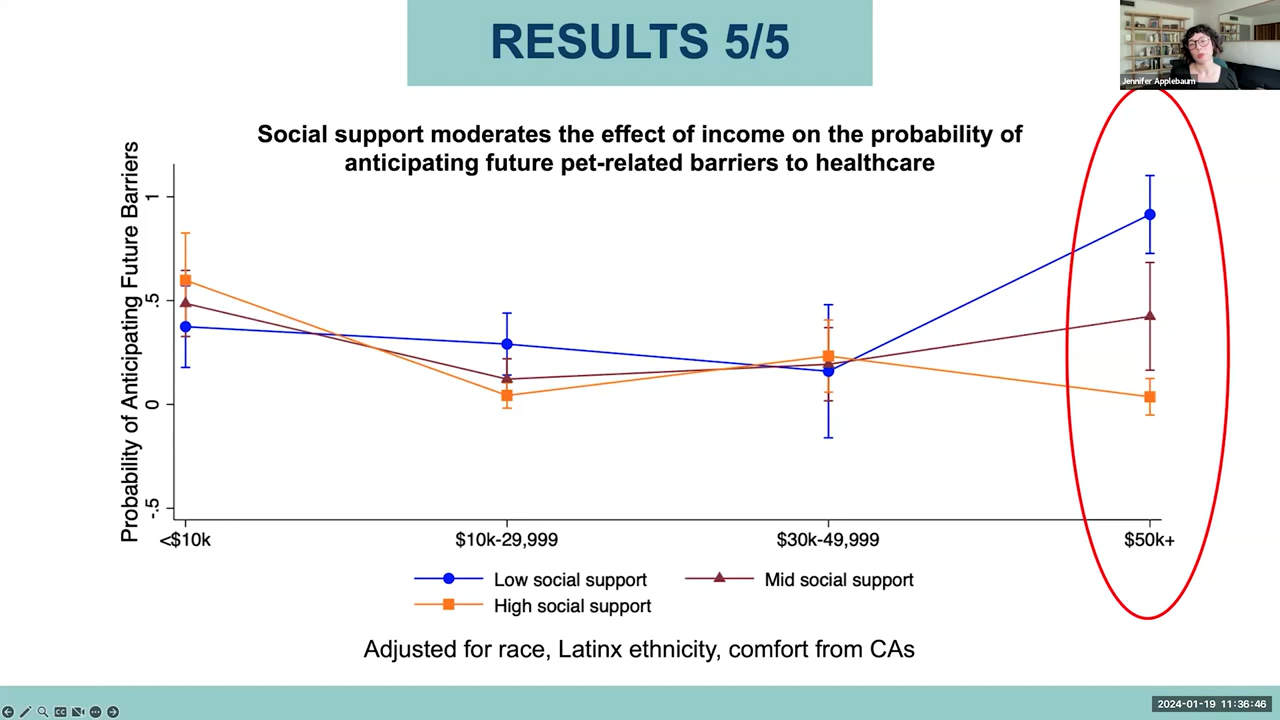 RESULTS 5/5
Jennifer Applebaum
Social support moderates the effect of income on the probability of
anticipating future pet-related barriers to healthcare
Probability of Anticipating Future Barriers
1
.5
0
-.5
<$10k
$10k-29,999
$30k-49,999
$50k+
Low social support
Mid social support
High social support
Adjusted for race, Latinx ethnicity, comfort from CAs
CC
2024-01-19 11:36:46